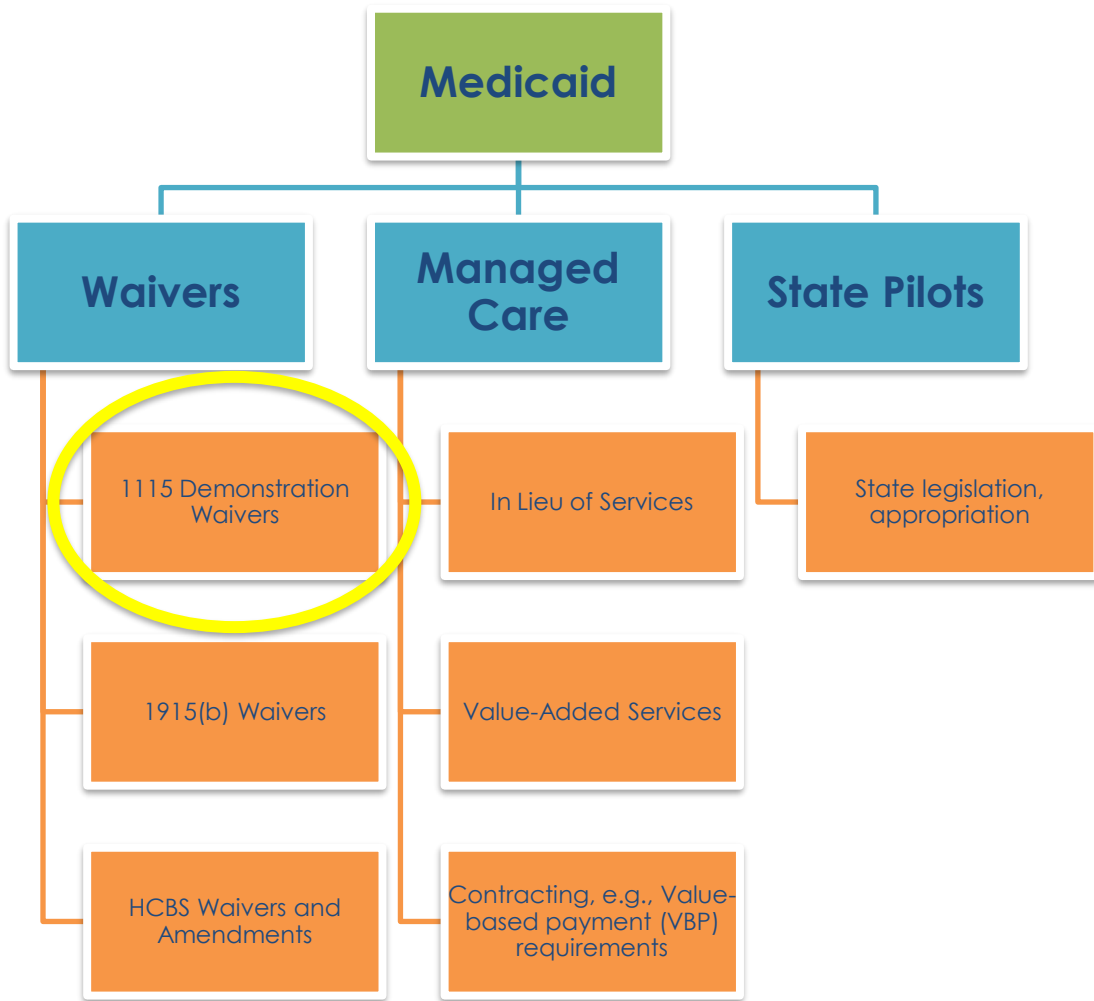 Medicaid
Waivers
Managed
Care
State Pilots
1115 Demonstration
Waivers
In Lieu of Services
State legislation,
appropriation
1915(b) Waivers
Value-Added Services
HCBS Waivers and
Amendments
Contracting, e.g., Value-
based payment (VBP)
requirements